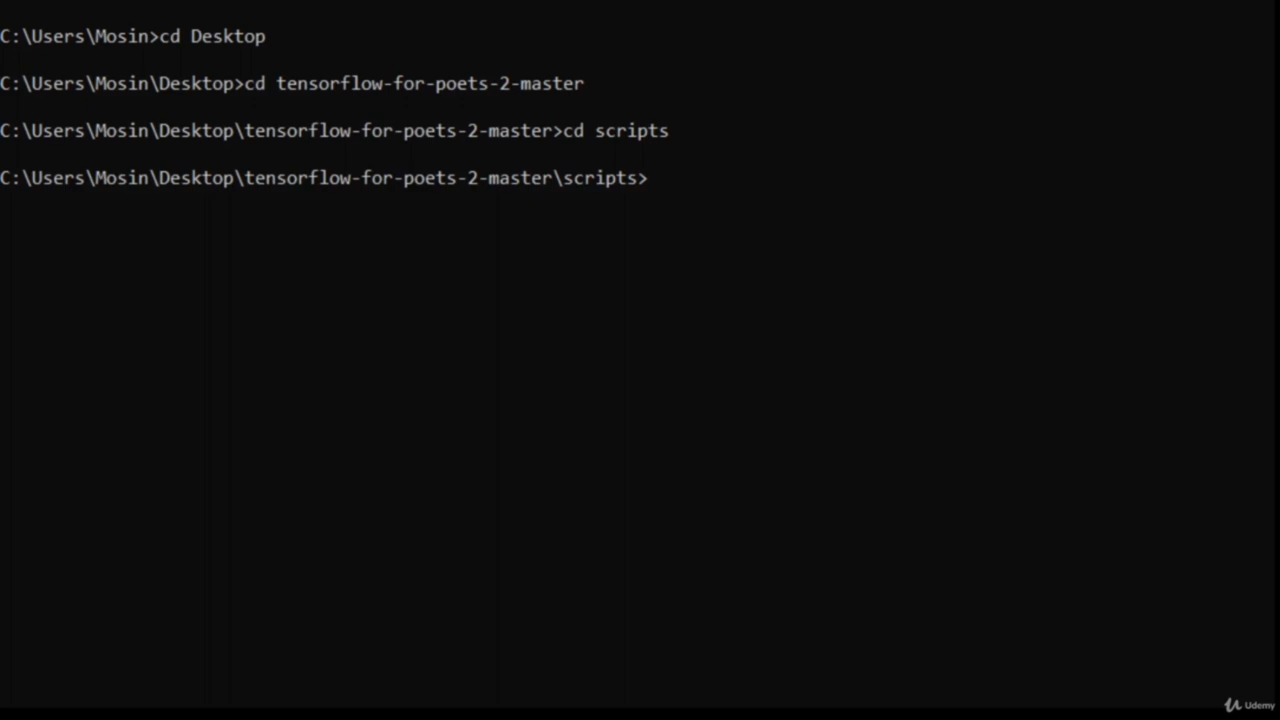 C:\Users\Mosin>cd Desktop
C:\Users\Mosin\Desktop>cd tensorflow-for-poets-2-master
C:\Users\Mosin\Desktop\tensorflow-for-poets-2-master>cd scripts
C:\Users\Mosin\Desktop\tensorflow-for-poets-2-master\scripts>
Udemy